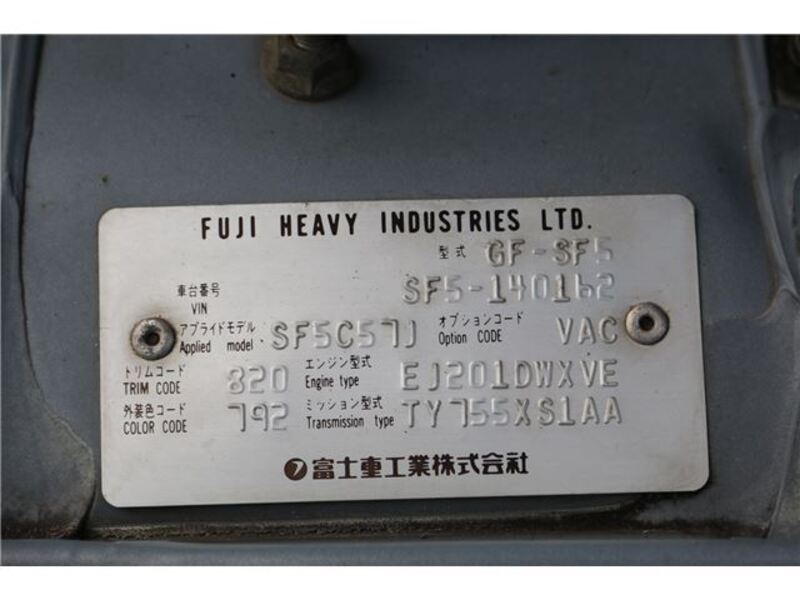 FUJI HEAVY INDUSTRIES LTD.
型式 GF-SF5
車台番号 VIN SF5-140162
アプライドモデル Applied model SF5C57J オプションコード Option CODE VAC
トリムコード TRIM CODE 820 エンジン型式 Engine type EJ201DWXVE
外装色コード COLOR CODE 792 ミッション型式 Transmission type TY755XS1AA
富士重工業株式会社